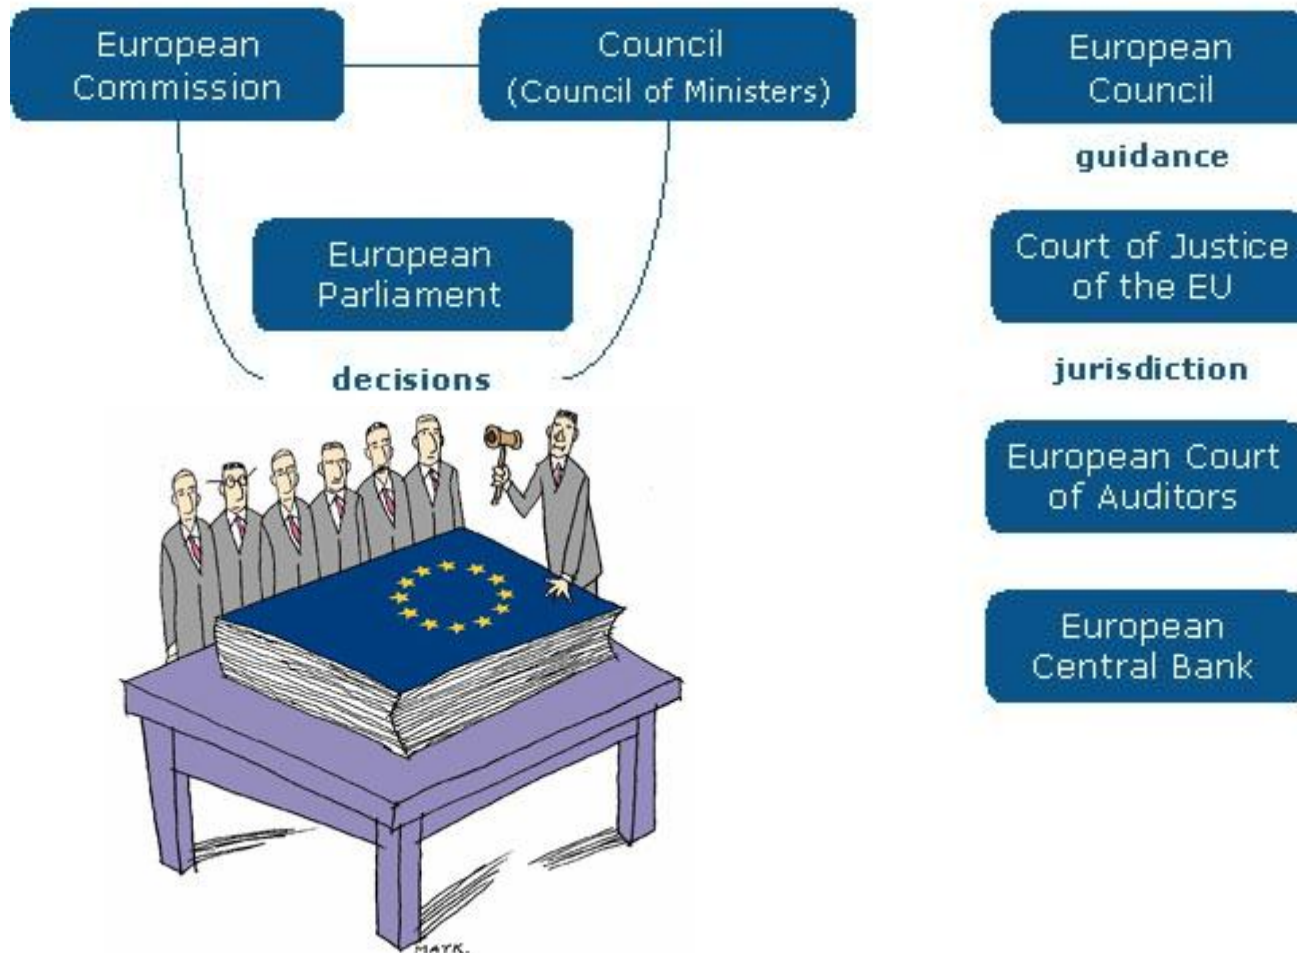 European
Commission
Council
(Council of Ministers)
European
Parliament
decisions
European
Council
guidance
Court of Justice
of the EU
jurisdiction
European Court
of Auditors
European
Central Bank
MAYK.